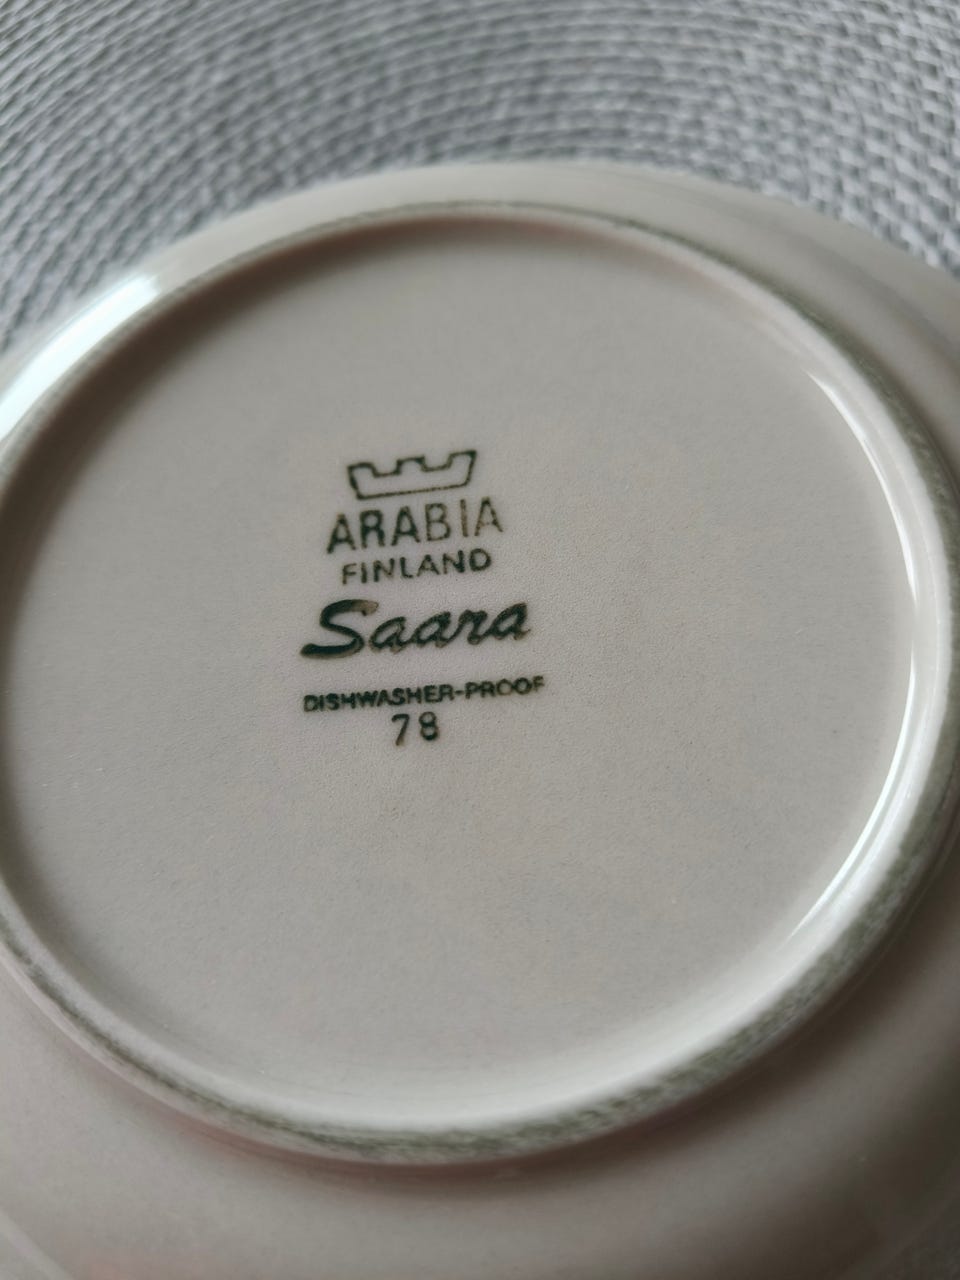 ARABIA
FINLAND
Saara
DISHWASHER-PROOF
78